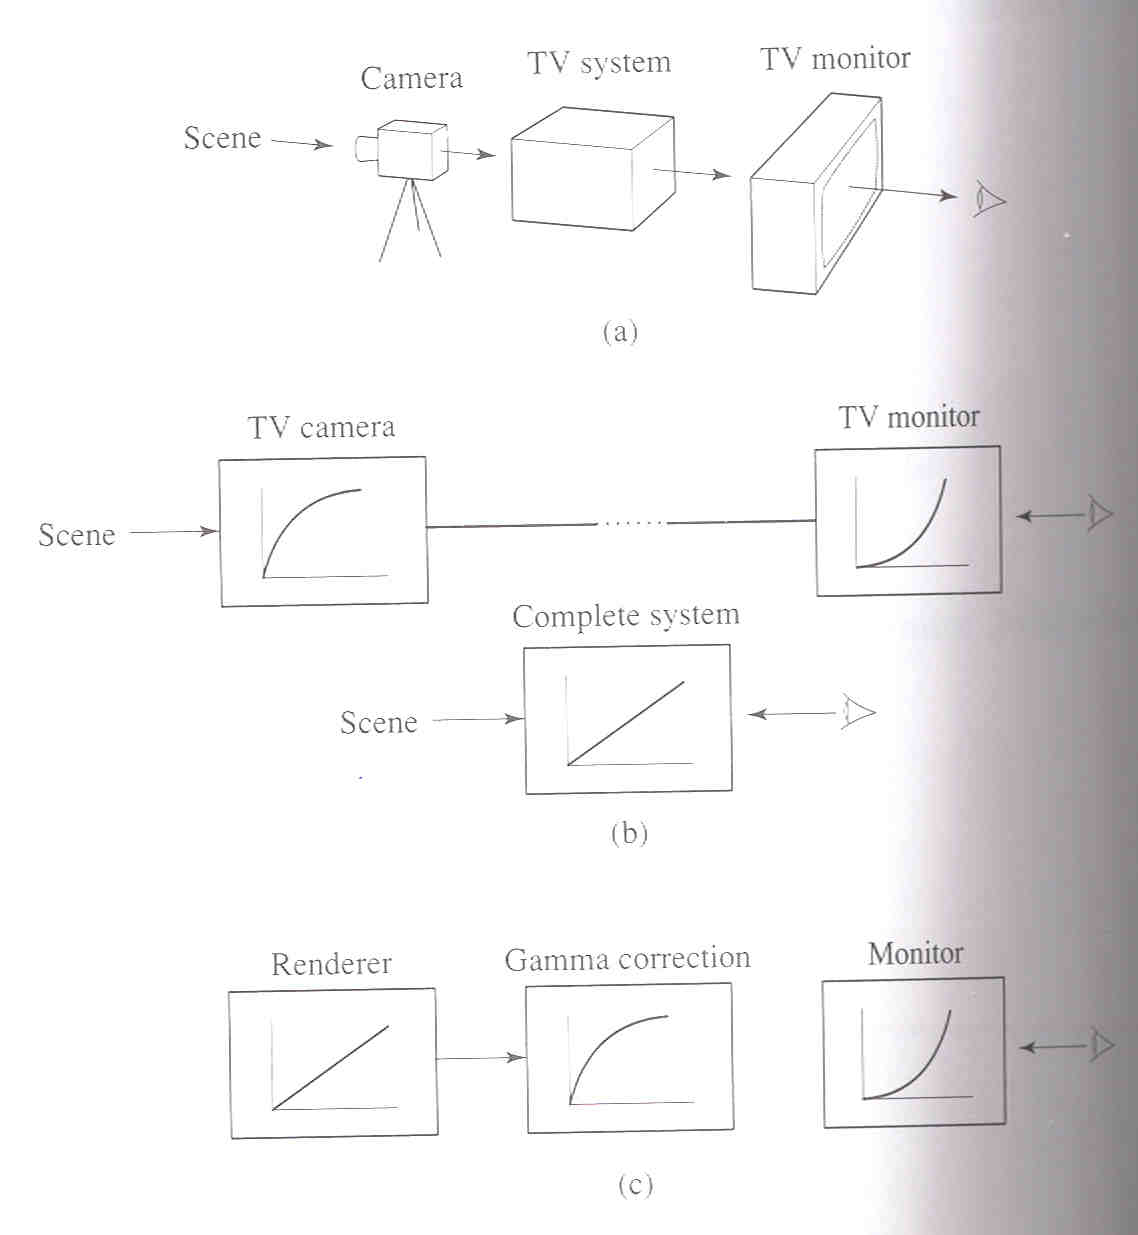 Camera
TV system
TV monitor
Scene
(a)
TV camera
TV monitor
Scene
Complete system
Scene
(b)
Renderer
Gamma correction
Monitor
(c)